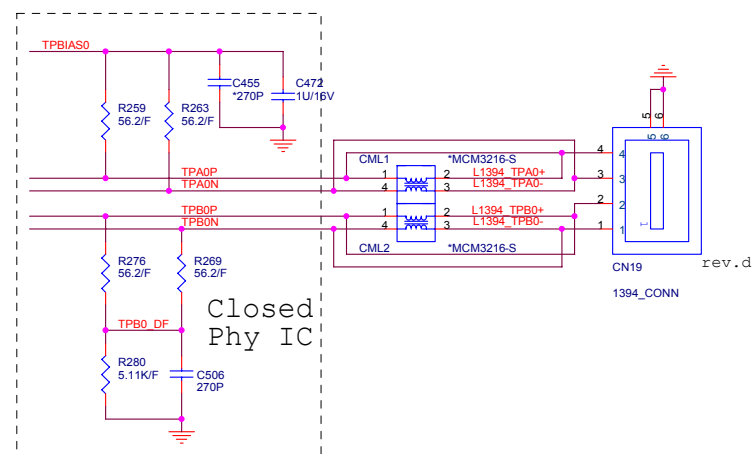 TPBIAS0
C455
*270P
C472
1U/16V
R259
56.2/F
R263
56.2/F
5
6
5
6
CML1
*MCM3216-S
4
4
TPA0P
1
2
L1394_TPA0+
TPA0N
4
3
L1394_TPA0-
3
3
2
2
TPB0P
1
2
L1394_TPB0+
TPB0N
4
3
L1394_TPB0-
1
1
1
CML2
*MCM3216-S
R276
56.2/F
R269
56.2/F
CN19
rev.d
1394_CONN
Closed
Phy IC
TPB0_DF
R280
5.11K/F
C506
270P